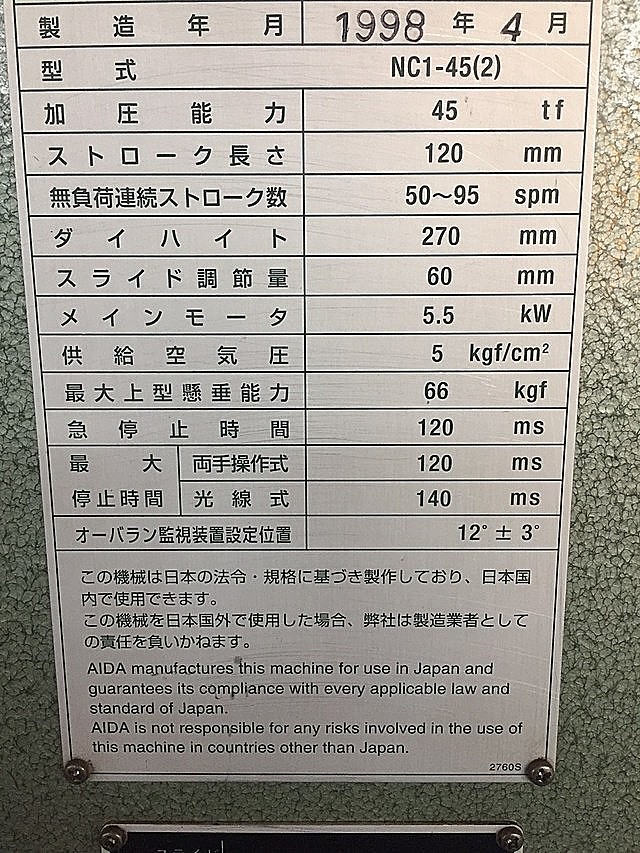 製造年月 1998年4月
型式 NC1-45(2)
加圧能力 45 tf
ストローク長さ 120 mm
無負荷連続ストローク数 50～95 spm
ダイハイト 270 mm
スライド調節量 60 mm
メインモータ 5.5 kW
供給空気圧 5 kgf/cm²
最大上型懸垂能力 66 kgf
急停止時間 120 ms
最大 両手操作式 120 ms
停止時間 光線式 140 ms
オーバラン監視装置設定位置 12°±3°
この機械は日本の法令・規格に基づき製作しており、日本国
内で使用できます。
この機械を日本国外で使用した場合、弊社は製造業者として
の責任を負いかねます。
AIDA manufactures this machine for use in Japan and
guarantees its compliance with every applicable law and
standard of Japan.
AIDA is not responsible for any risks involved in the use of
this machine in countries other than Japan.
2760S
スライド